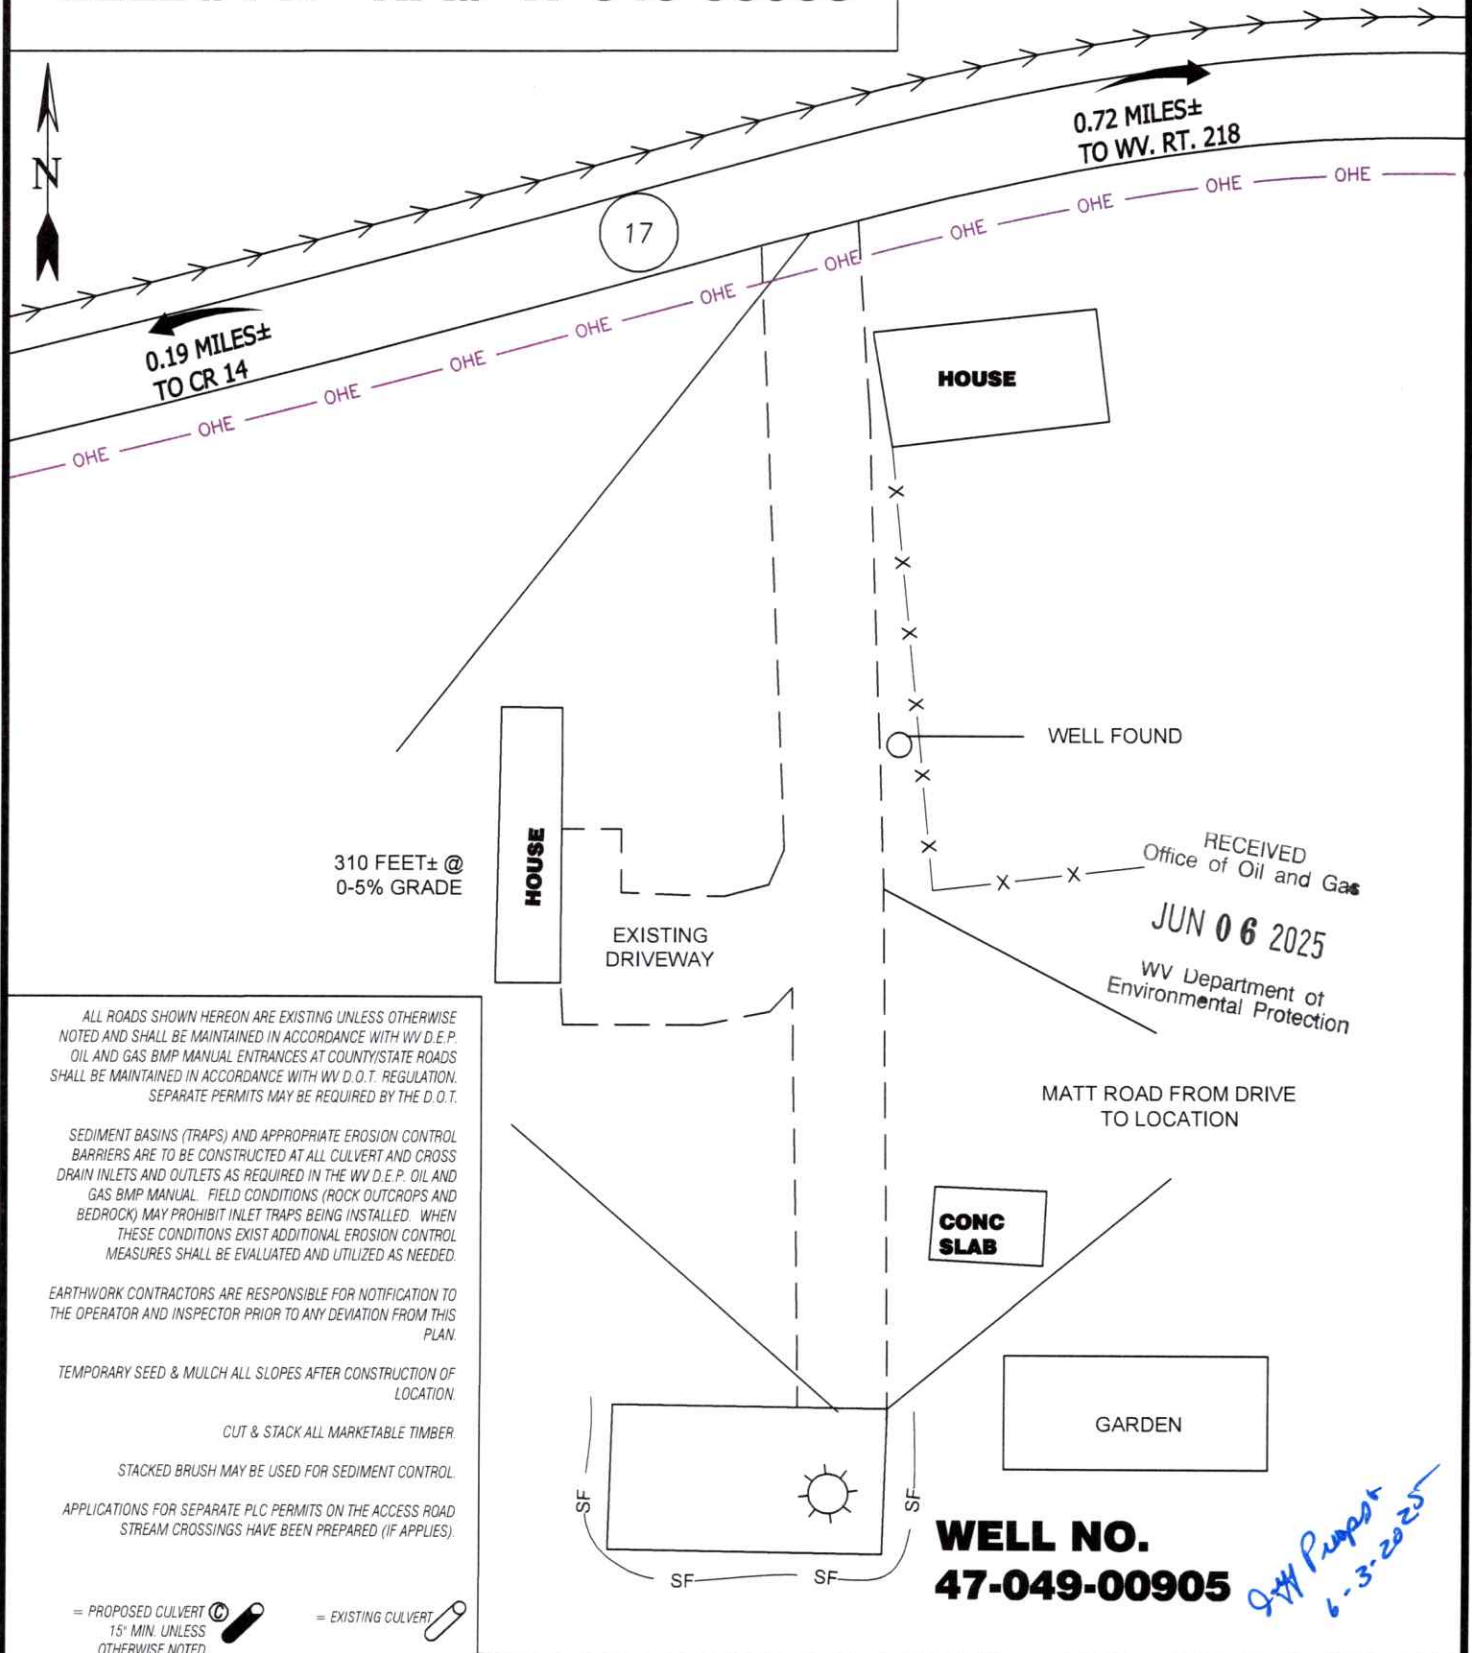 N
0.72 MILES±
TO WV. RT. 218
17
0.19 MILES±
TO CR 14
OHE OHE OHE OHE OHE OHE OHE OHE OHE OHE OHE
HOUSE
WELL FOUND
X X X X X X X X
HOUSE
310 FEET± @
0-5% GRADE
EXISTING
DRIVEWAY
RECEIVED
Office of Oil and Gas
JUN 06 2025
WV Department of
Environmental Protection
MATT ROAD FROM DRIVE
TO LOCATION
CONC
SLAB
GARDEN
SF SF
SF SF
WELL NO.
47-049-00905
Jeff Propst
6-3-2025
ALL ROADS SHOWN HEREON ARE EXISTING UNLESS OTHERWISE
NOTED AND SHALL BE MAINTAINED IN ACCORDANCE WITH WV D.E.P.
OIL AND GAS BMP MANUAL ENTRANCES AT COUNTY/STATE ROADS
SHALL BE MAINTAINED IN ACCORDANCE WITH WV D.O.T. REGULATION.
SEPARATE PERMITS MAY BE REQUIRED BY THE D.O.T.
SEDIMENT BASINS (TRAPS) AND APPROPRIATE EROSION CONTROL
BARRIERS ARE TO BE CONSTRUCTED AT ALL CULVERT AND CROSS
DRAIN INLETS AND OUTLETS AS REQUIRED IN THE WV D.E.P. OIL AND
GAS BMP MANUAL. FIELD CONDITIONS (ROCK OUTCROPS AND
BEDROCK) MAY PROHIBIT INLET TRAPS BEING INSTALLED. WHEN
THESE CONDITIONS EXIST ADDITIONAL EROSION CONTROL
MEASURES SHALL BE EVALUATED AND UTILIZED AS NEEDED.
EARTHWORK CONTRACTORS ARE RESPONSIBLE FOR NOTIFICATION TO
THE OPERATOR AND INSPECTOR PRIOR TO ANY DEVIATION FROM THIS
PLAN.
TEMPORARY SEED & MULCH ALL SLOPES AFTER CONSTRUCTION OF
LOCATION.
CUT & STACK ALL MARKETABLE TIMBER.
STACKED BRUSH MAY BE USED FOR SEDIMENT CONTROL.
APPLICATIONS FOR SEPARATE PLC PERMITS ON THE ACCESS ROAD
STREAM CROSSINGS HAVE BEEN PREPARED (IF APPLIES).
= PROPOSED CULVERT C
15" MIN. UNLESS
OTHERWISE NOTED
= EXISTING CULVERT